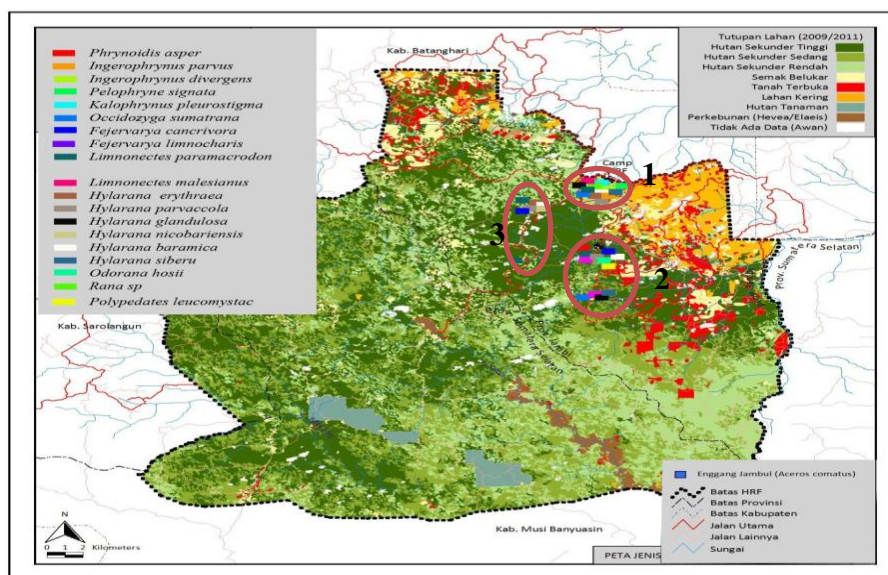 Phrynoidis asper
Ingerophrynus parvus
Ingerophrynus divergens
Pelophryne signata
Kalophrynus pleurostigma
Occidozyga sumatrana
Fejervarya cancrivora
Fejervarya limnocharis
Limnonectes paramacrodon
Limnonectes malesianus
Hylarana erythraea
Hylarana parvaccola
Hylarana glandulosa
Hylarana nicobariensis
Hylarana baramica
Hylarana siberu
Odorana hosii
Rana sp
Polypedates leucomystac
Kab. Batanghari
Tutupan Lahan (2009/2011)
Hutan Sekunder Tinggi
Hutan Sekunder Sedang
Hutan Sekunder Rendah
Semak Belukar
Tanah Terbuka
Lahan Kering
Hutan Tanaman
Perkebunan (Hevea/Elaeis)
Tidak Ada Data (Awan)
Camp
1
3
2
Prov. Sumatera Selatan
Kab. Sarolangun
Kab. Musi Banyuasin
N
0 1 2 Kilometers
Enggang Jambul (Aceros comatus)
Batas HRF
Batas Provinsi
Batas Kabupaten
Jalan Utama
Jalan Lainnya
Sungai
PETA JENIS